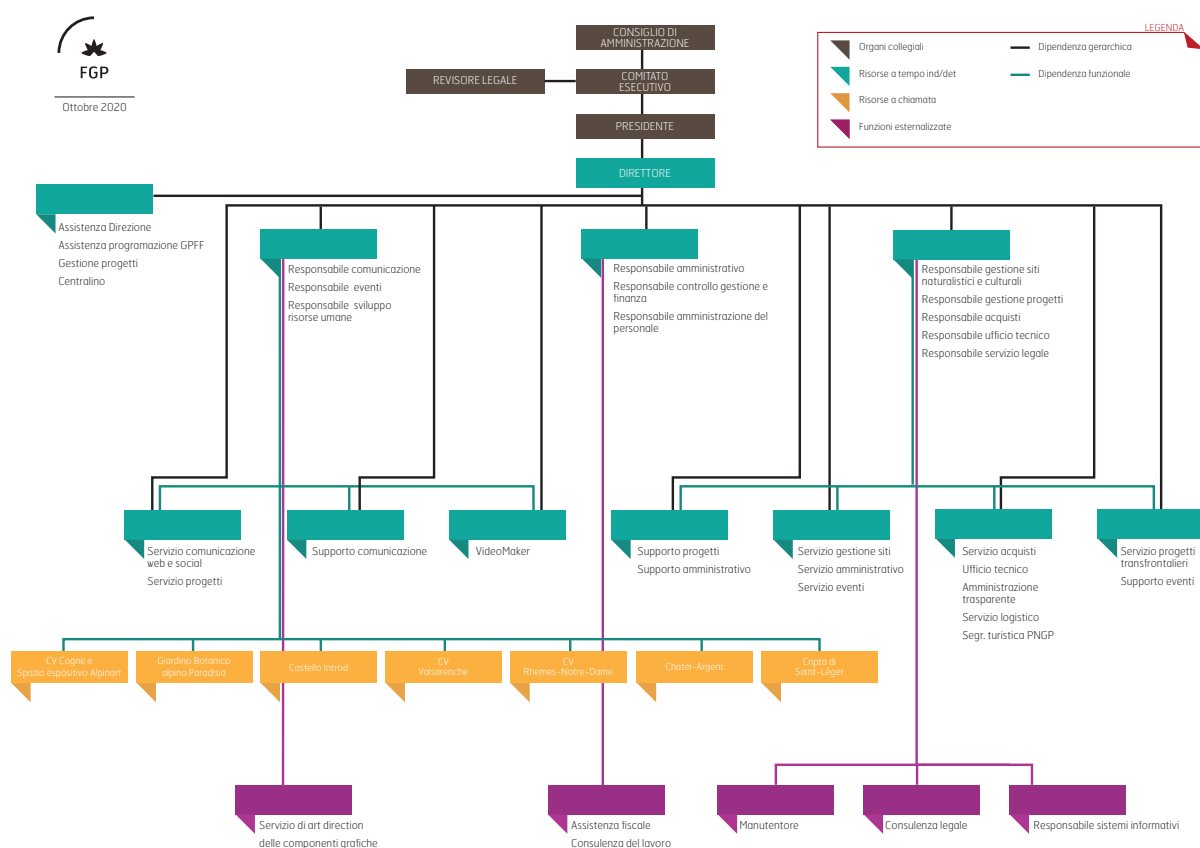 FGP
Ottobre 2020
CONSIGLIO DI
AMMINISTRAZIONE
REVISORE LEGALE
COMITATO
ESECUTIVO
PRESIDENTE
DIRETTORE
LEGENDA
Organi collegiali
Dipendenza gerarchica
Risorse a tempo ind/det
Dipendenza funzionale
Risorse a chiamata
Funzioni esternalizzate
Assistenza Direzione
Assistenza programazione GPFF
Gestione progetti
Centralino
Responsabile comunicazione
Responsabile eventi
Responsabile sviluppo
risorse umane
Responsabile amministrativo
Responsabile controllo gestione e
finanza
Responsabile amministrazione del
personale
Responsabile gestione siti
naturalistici e culturali
Responsabile gestione progetti
Responsabile acquisti
Responsabile ufficio tecnico
Responsabile servizio legale
Servizio comunicazione
web e social
Servizio progetti
Supporto comunicazione
VideoMaker
Supporto progetti
Supporto amministrativo
Servizio gestione siti
Servizio amministrativo
Servizio eventi
Servizio acquisti
Ufficio tecnico
Amministrazione
trasparente
Servizio logistico
Segr. turistica PNGP
Servizio progetti
transfrontalieri
Supporto eventi
CV Cogne e
Spazio espositivo Alpinart
Giardino Botanico
alpino Paradisia
Castello Introd
CV
Valsarenche
CV
Rhemes-Notre-Dame
Chatel-Argent
Cripta di
Saint-Léger
Servizio di art direction
delle componenti grafiche
Assistenza fiscale
Consulenza del lavoro
Manutentore
Consulenza legale
Responsabile sistemi informativi